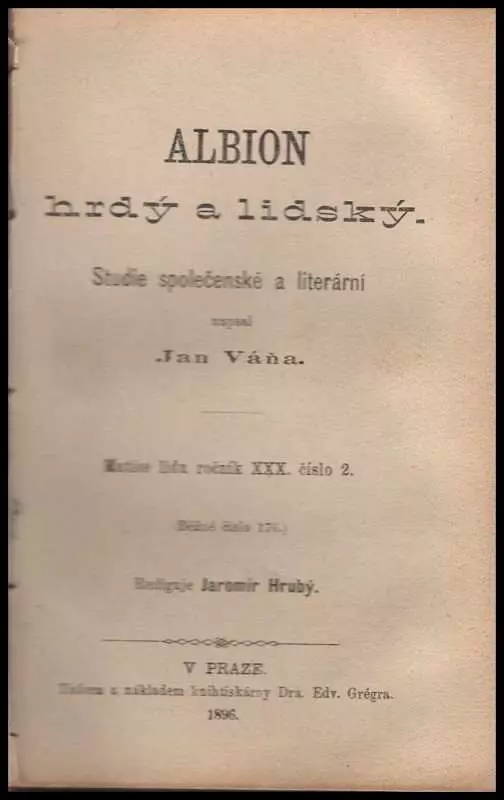 ALBION
hrdý a lidský.
Studie společenské a literární
napsal
Jan Váňa.
Matice lidu ročník XXX. číslo 2.
(Běžné číslo 176.)
Rediguje Jaromír Hrubý.
V PRAZE.
Tiskem a nákladem knihtiskárny Dra. Edv. Grégra.
1896.